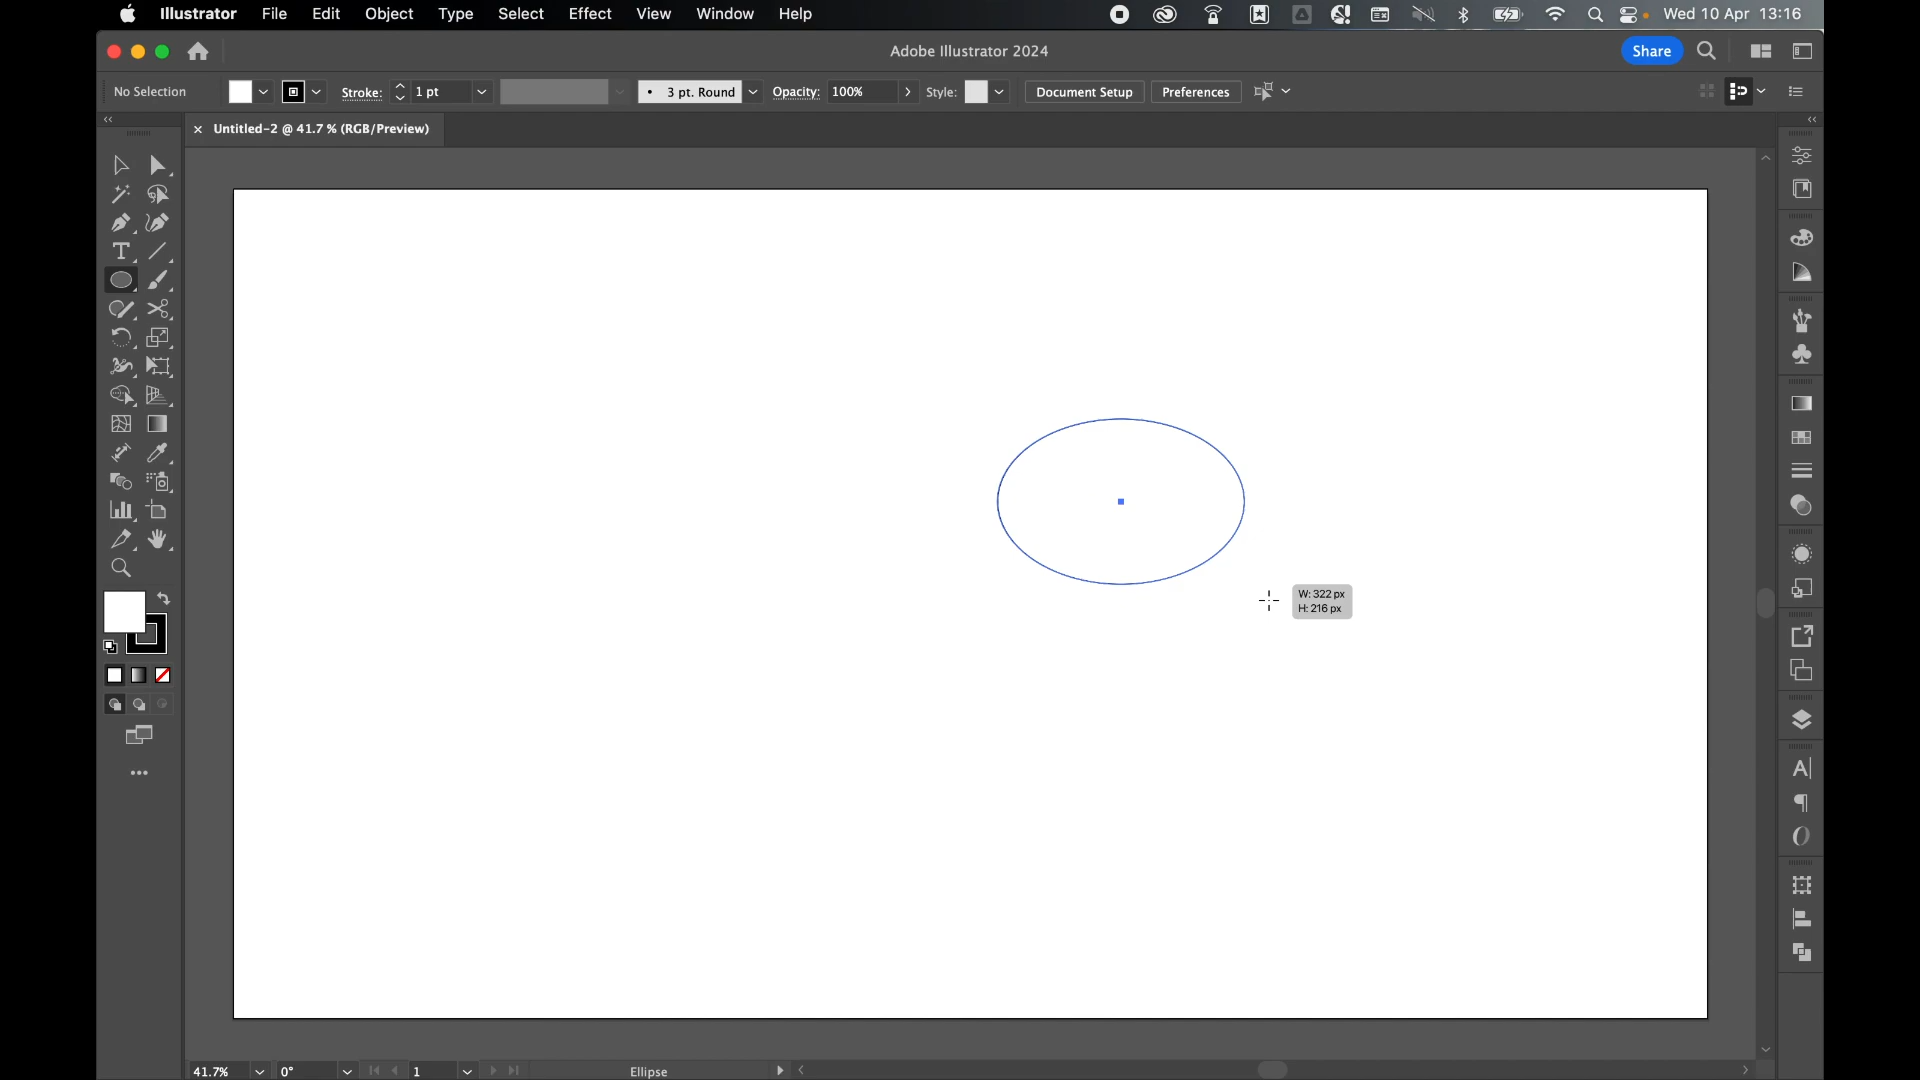 Illustrator File Edit Object Type Select Effect View Window Help Wed 10 Apr 13:16
Adobe Illustrator 2024 Share
No Selection Stroke: 1 pt 3 pt. Round Opacity: 100% Style: Document Setup Preferences
Untitled-2 @ 41.7 % (RGB/Preview)
W: 322 px
H: 216 px
41.7% 0° 1 Ellipse